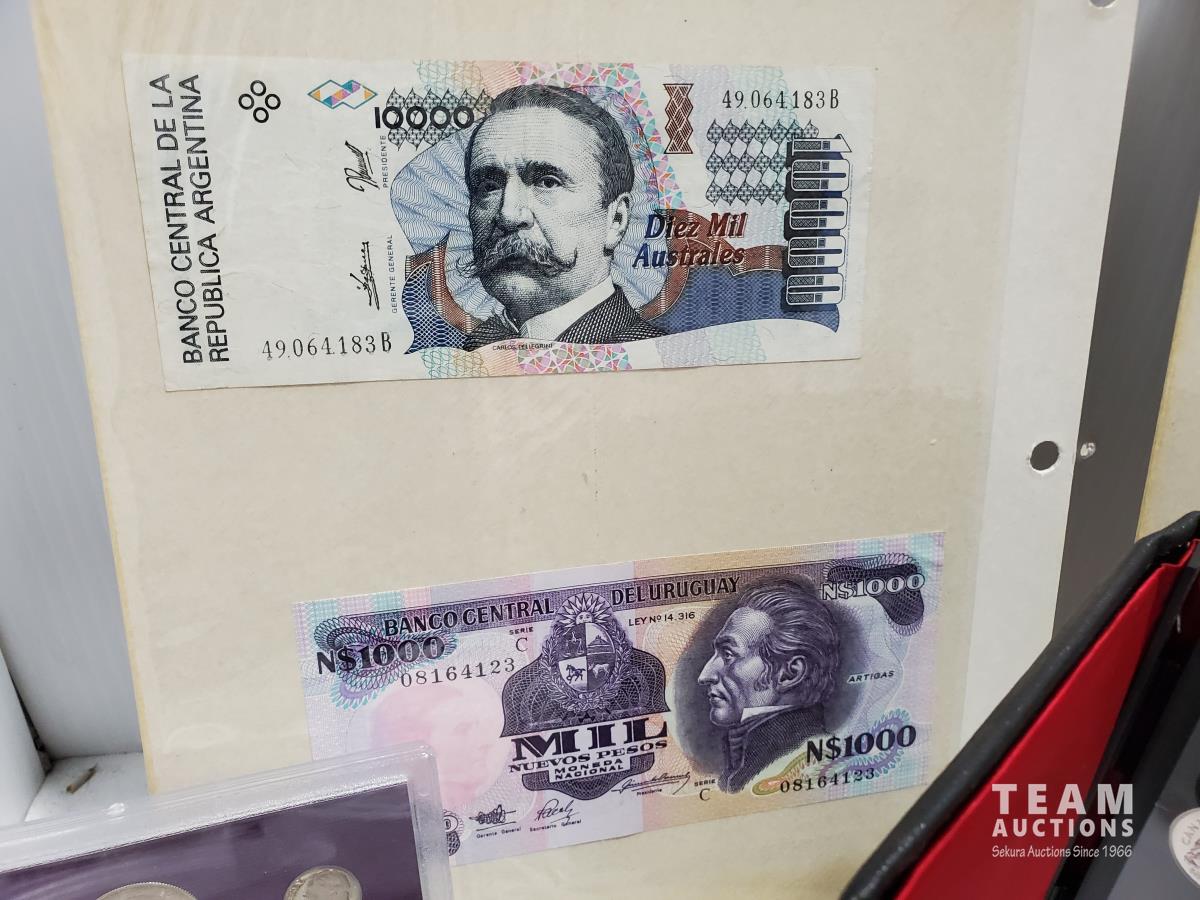 BANCO CENTRAL DE LA
REPUBLICA ARGENTINA
10000
PRESIDENTE
GERENTE GENERAL
49.064.183B
49.064.183B
Diez Mil
Australes
10000
CARLOS PELLEGRINI
BANCO CENTRAL DEL URUGUAY
N$1000
SERIE
C
LEY Nº 14.316
N$1000
08164123
ARTIGAS
MIL
NUEVOS PESOS
MONEDA
NACIONAL
N$1000
SERIE
C
08164123
Presidente
Gerente General
Secretario General
TEAM
AUCTIONS
Sekura Auctions Since 1966